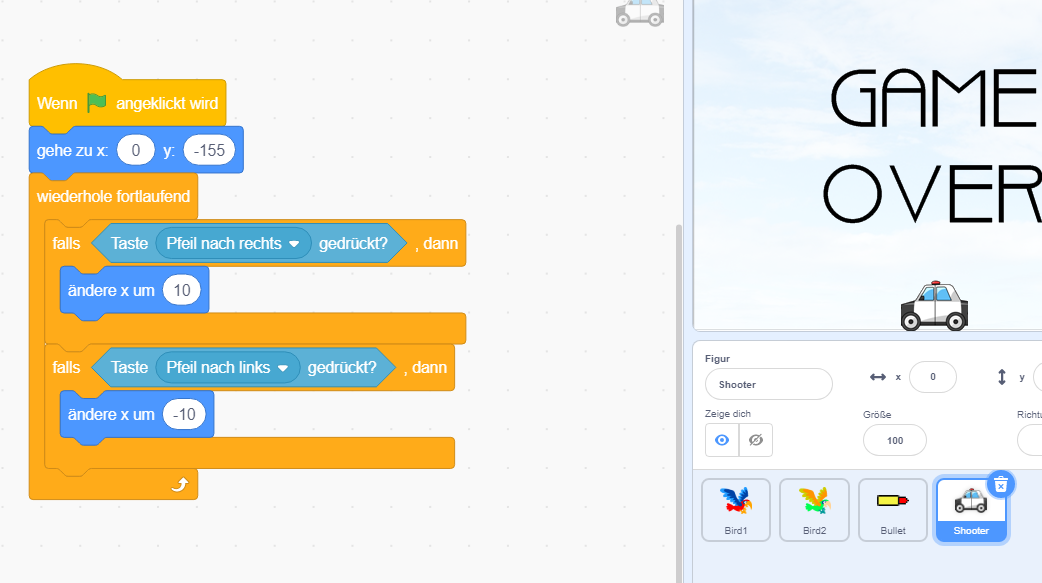 Wenn angeklickt wird
gehe zu x: 0 y: -155
wiederhole fortlaufend
falls Taste Pfeil nach rechts gedrückt? , dann
ändere x um 10
falls Taste Pfeil nach links gedrückt? , dann
ändere x um -10
GAME
OVER
Figur
Shooter x 0 y
Zeige dich Größe
100
Bird1 Bird2 Bullet Shooter